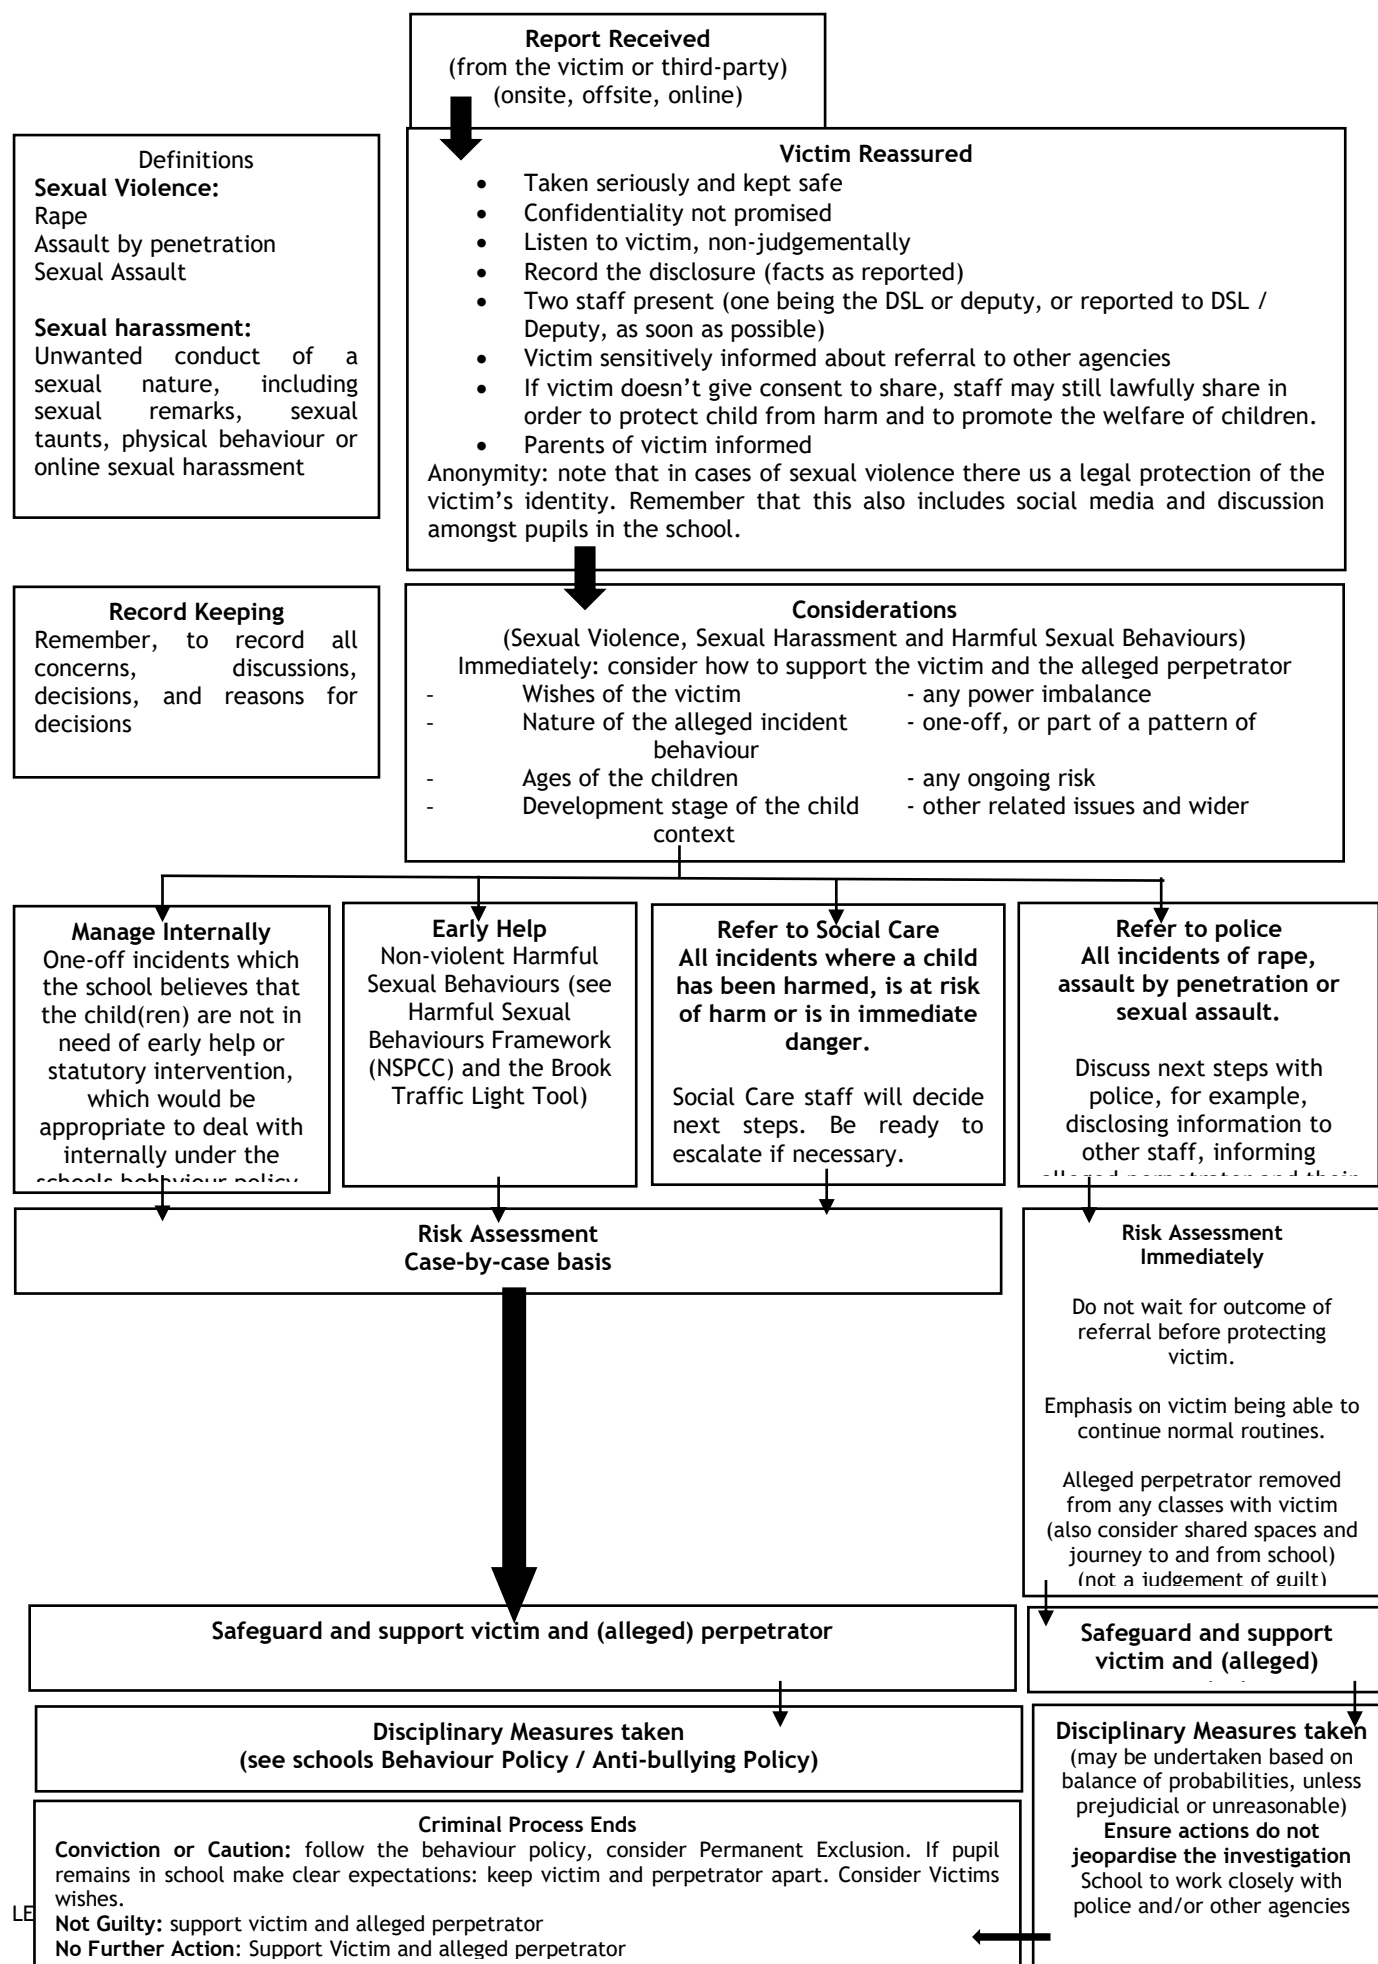 Report Received
(from the victim or third-party)
(onsite, offsite, online)
Definitions
Sexual Violence:
Rape
Assault by penetration
Sexual Assault
Sexual harassment:
Unwanted conduct of a
sexual nature, including
sexual remarks, sexual
taunts, physical behaviour or
online sexual harassment
Victim Reassured
• Taken seriously and kept safe
• Confidentiality not promised
• Listen to victim, non-judgementally
• Record the disclosure (facts as reported)
• Two staff present (one being the DSL or deputy, or reported to DSL /
Deputy, as soon as possible)
• Victim sensitively informed about referral to other agencies
• If victim doesn’t give consent to share, staff may still lawfully share in
order to protect child from harm and to promote the welfare of children.
• Parents of victim informed
Anonymity: note that in cases of sexual violence there us a legal protection of the
victim’s identity. Remember that this also includes social media and discussion
amongst pupils in the school.
Record Keeping
Remember, to record all
concerns, discussions,
decisions, and reasons for
decisions
Considerations
(Sexual Violence, Sexual Harassment and Harmful Sexual Behaviours)
Immediately: consider how to support the victim and the alleged perpetrator
- Wishes of the victim - any power imbalance
- Nature of the alleged incident - one-off, or part of a pattern of
behaviour
- Ages of the children - any ongoing risk
- Development stage of the child - other related issues and wider
context
Manage Internally
One-off incidents which
the school believes that
the child(ren) are not in
need of early help or
statutory intervention,
which would be
appropriate to deal with
internally under the
schools behaviour policy
Early Help
Non-violent Harmful
Sexual Behaviours (see
Harmful Sexual
Behaviours Framework
(NSPCC) and the Brook
Traffic Light Tool)
Refer to Social Care
All incidents where a child
has been harmed, is at risk
of harm or is in immediate
danger.
Social Care staff will decide
next steps. Be ready to
escalate if necessary.
Refer to police
All incidents of rape,
assault by penetration or
sexual assault.
Discuss next steps with
police, for example,
disclosing information to
other staff, informing
alleged perpetrator and their
Risk Assessment
Case-by-case basis
Risk Assessment
Immediately
Do not wait for outcome of
referral before protecting
victim.
Emphasis on victim being able to
continue normal routines.
Alleged perpetrator removed
from any classes with victim
(also consider shared spaces and
journey to and from school)
(not a judgement of guilt)
Safeguard and support victim and (alleged) perpetrator
Safeguard and support
victim and (alleged)
Disciplinary Measures taken
(see schools Behaviour Policy / Anti-bullying Policy)
Disciplinary Measures taken
(may be undertaken based on
balance of probabilities, unless
prejudicial or unreasonable)
Ensure actions do not
jeopardise the investigation
School to work closely with
police and/or other agencies
Criminal Process Ends
Conviction or Caution: follow the behaviour policy, consider Permanent Exclusion. If pupil
remains in school make clear expectations: keep victim and perpetrator apart. Consider Victims
wishes.
LE
Not Guilty: support victim and alleged perpetrator
No Further Action: Support Victim and alleged perpetrator